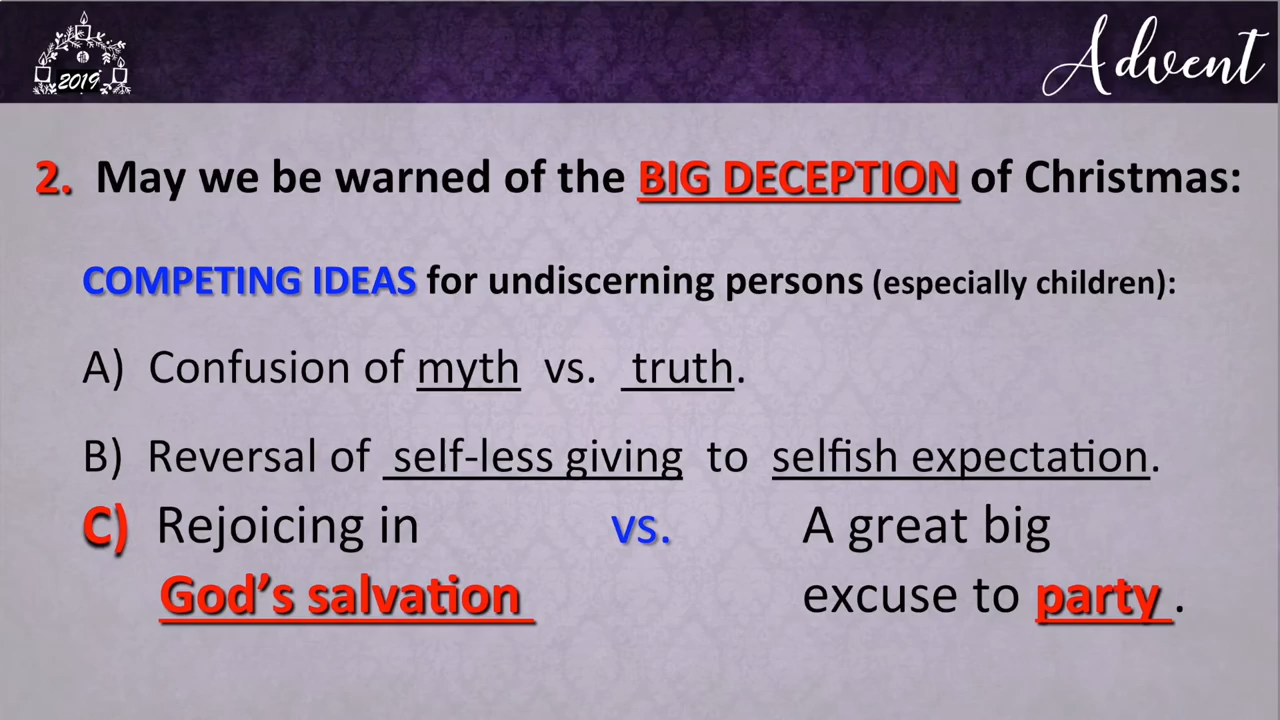 2019
Advent
2. May we be warned of the BIG DECEPTION of Christmas:
COMPETING IDEAS for undiscerning persons (especially children):
A) Confusion of myth vs. truth.
B) Reversal of self-less giving to selfish expectation.
C) Rejoicing in vs. A great big
God's salvation excuse to party .